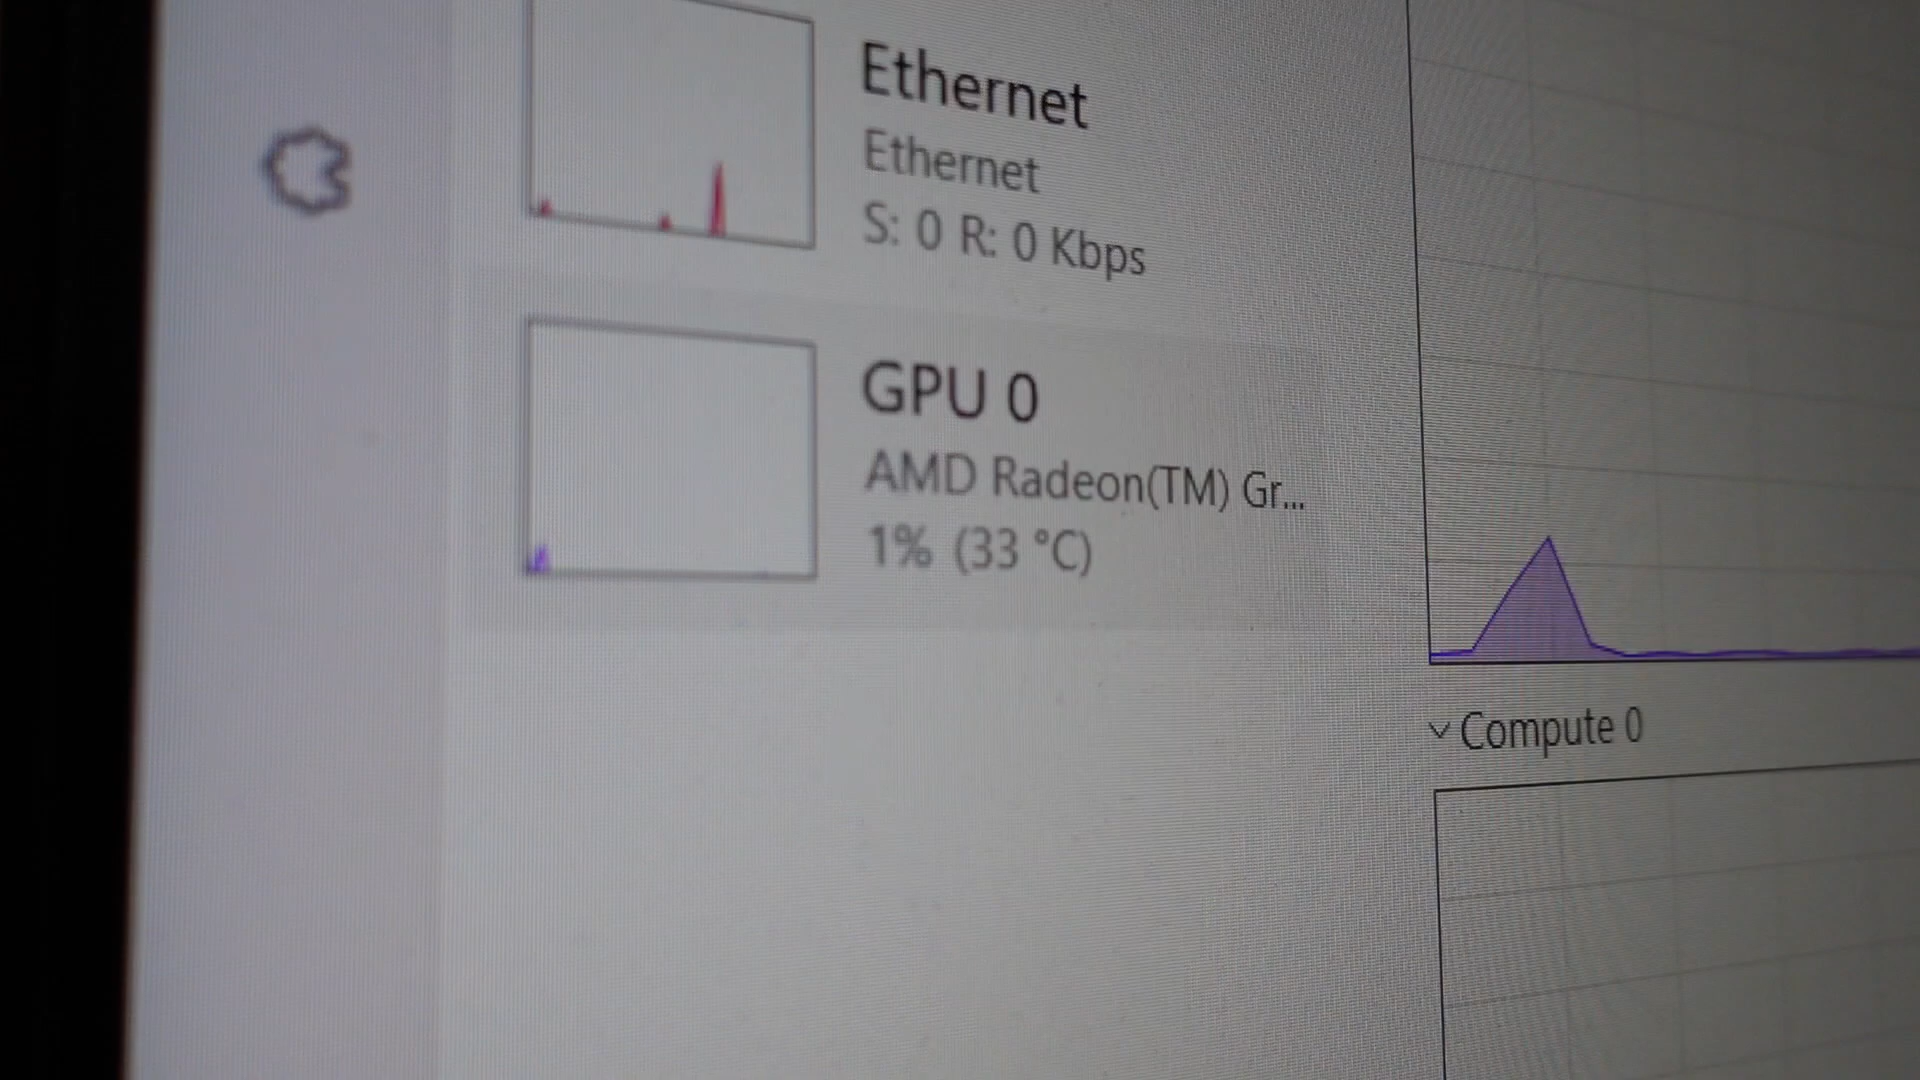 Ethernet
Ethernet
S: 0 R: 0 Kbps
GPU 0
AMD Radeon(TM) Gr...
1% (33 °C)
Compute 0